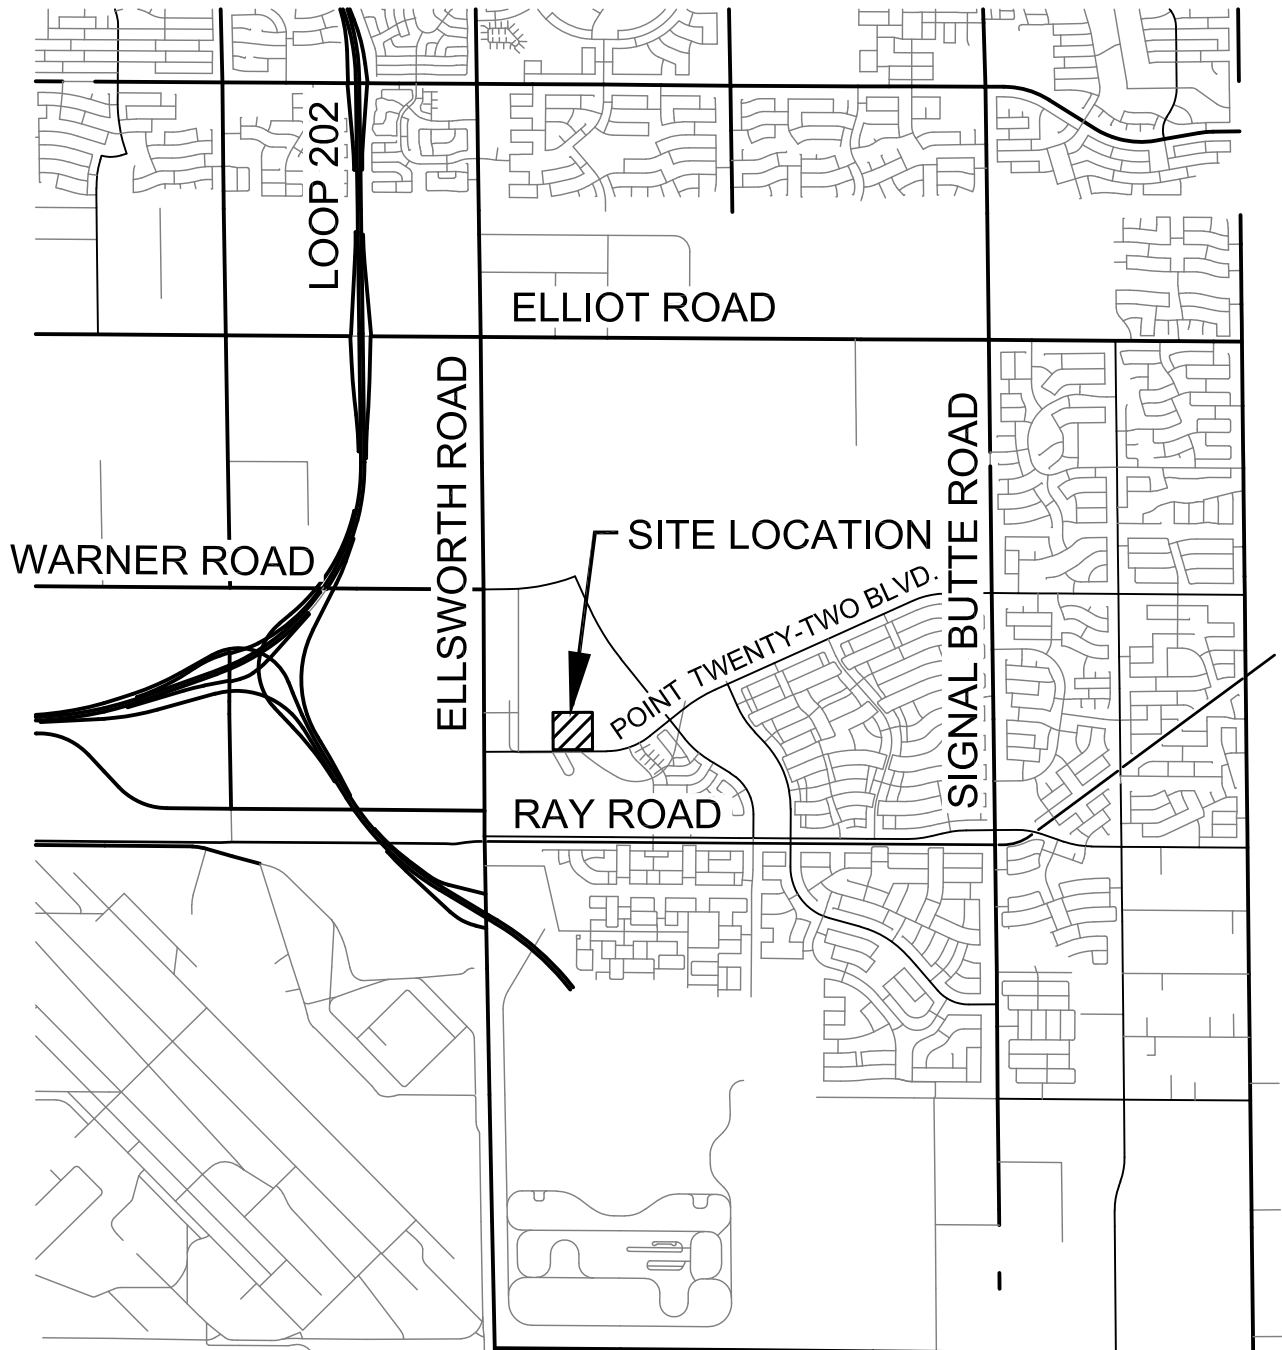 LOOP 202
ELLIOT ROAD
ELLSWORTH ROAD
SIGNAL BUTTE ROAD
SITE LOCATION
WARNER ROAD
POINT TWENTY-TWO BLVD.
RAY ROAD